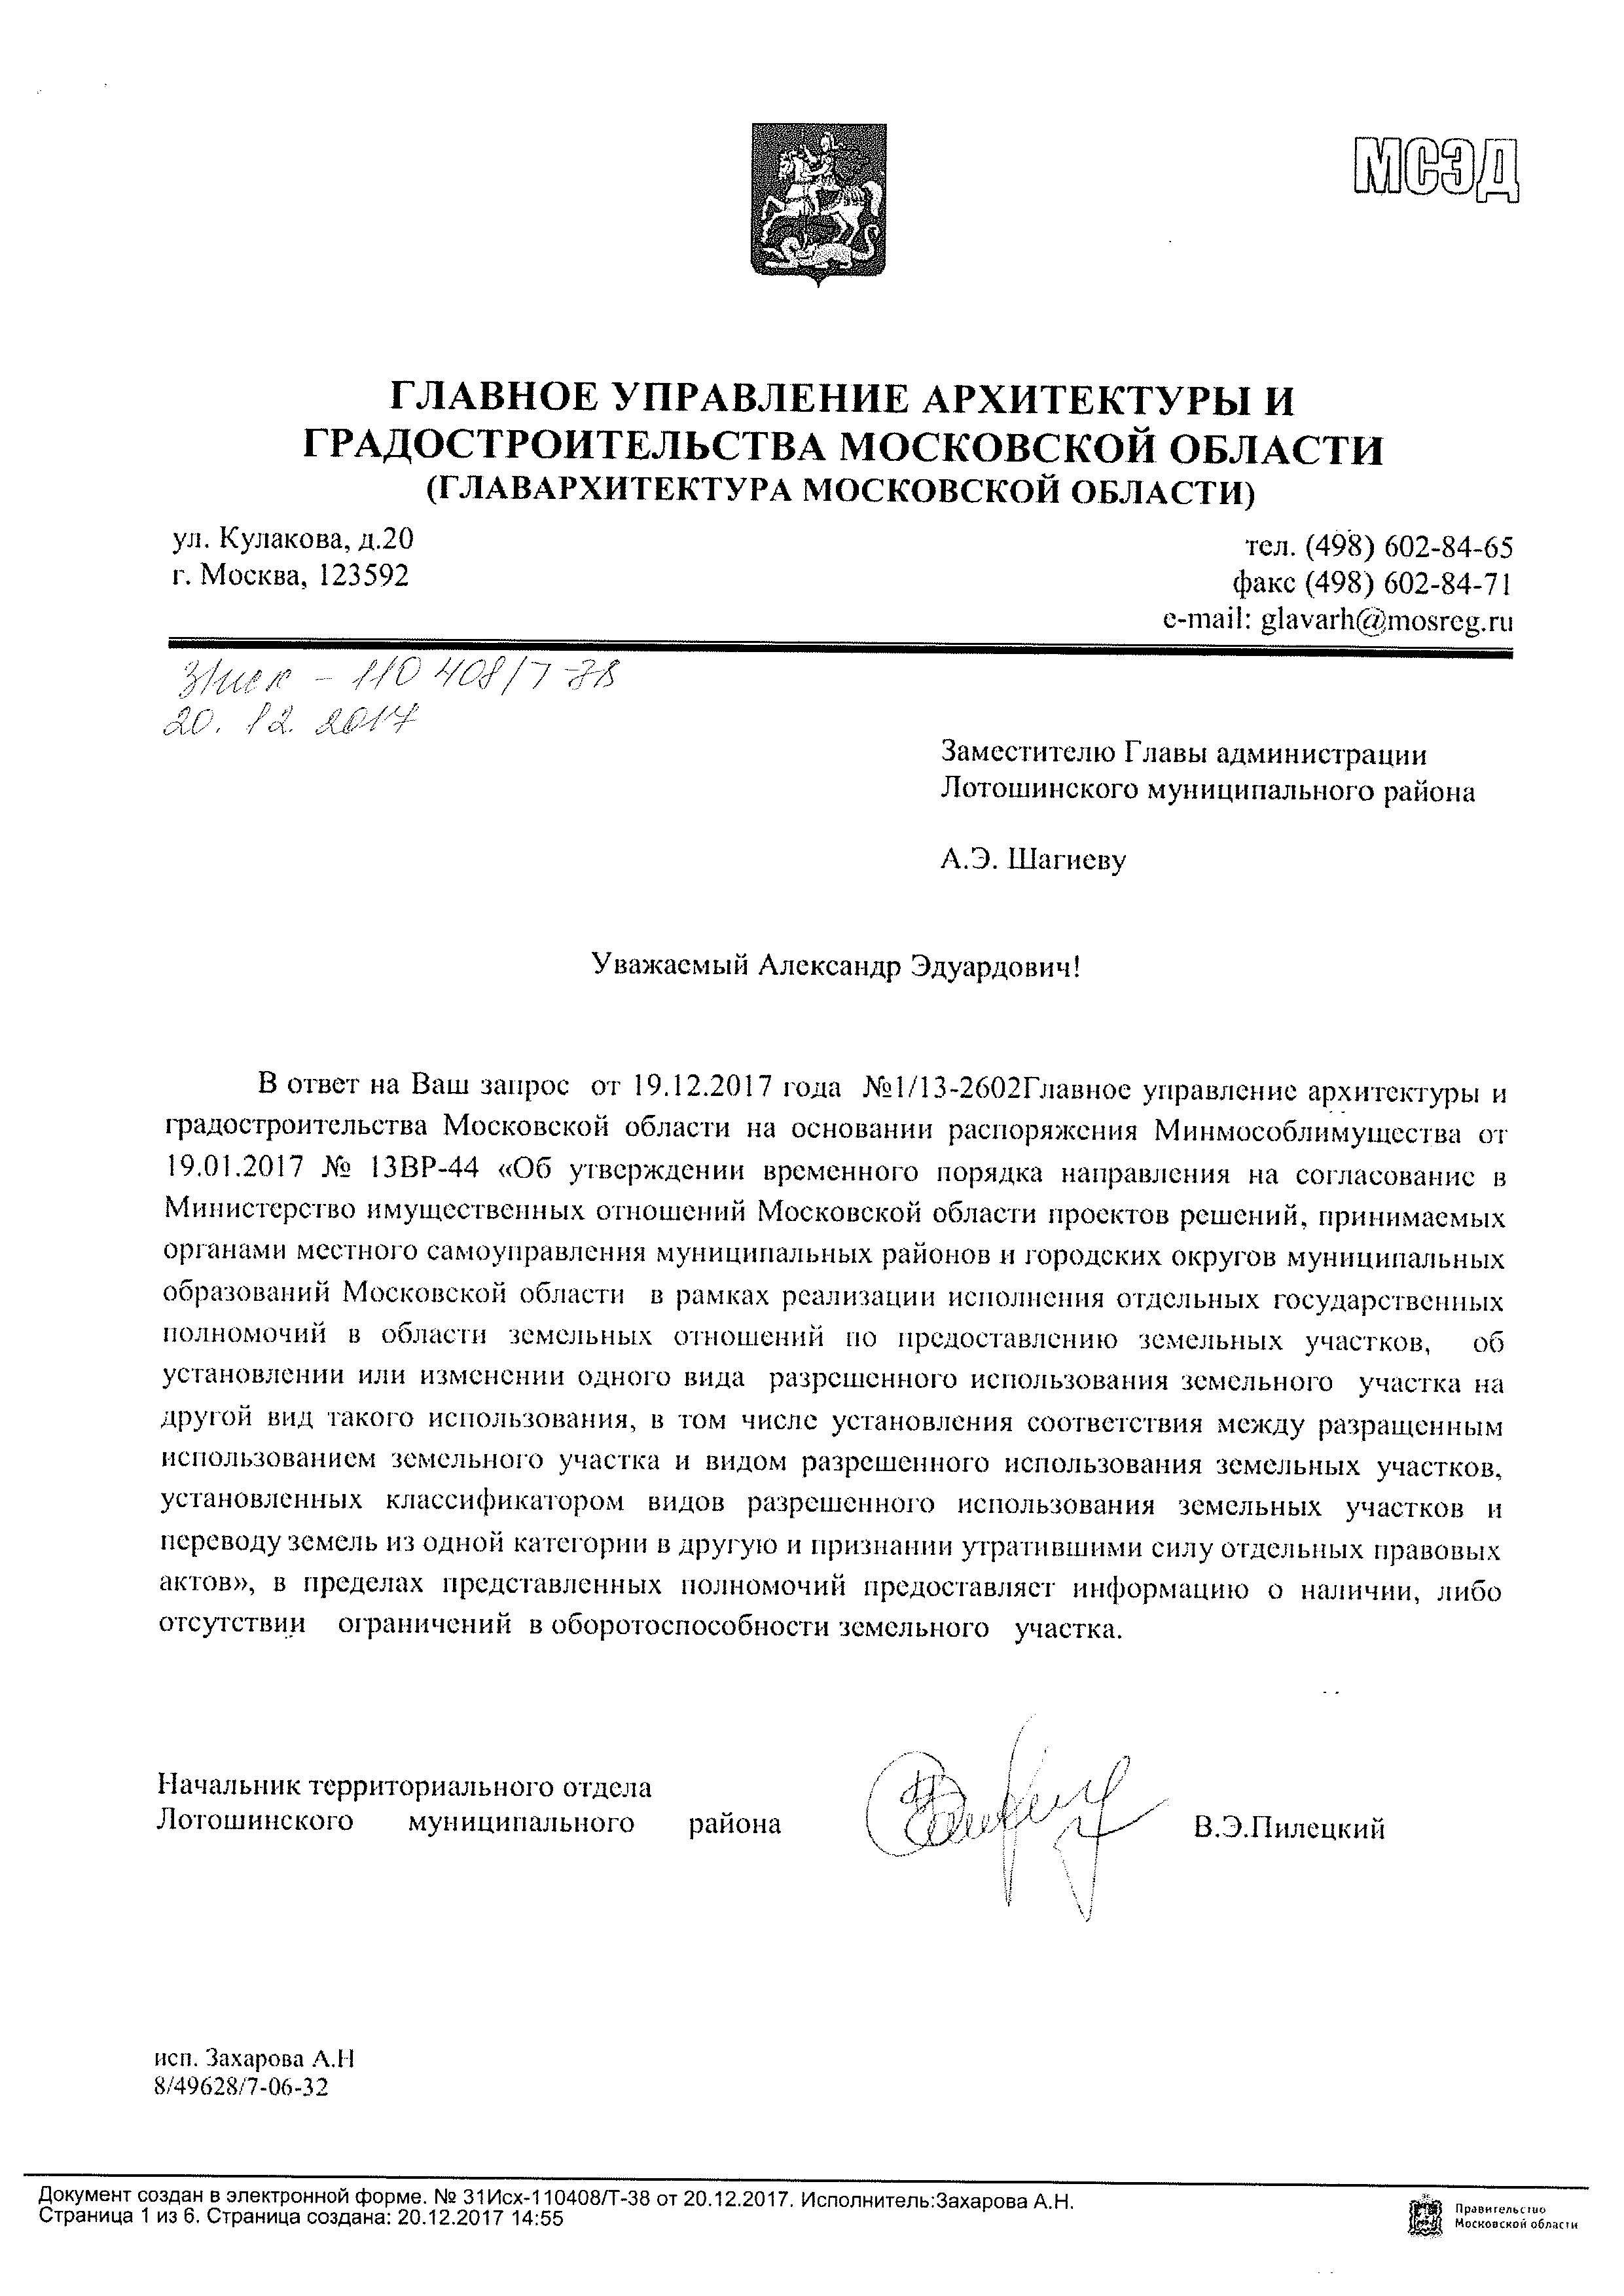 МСЭД
ГЛАВНОЕ УПРАВЛЕНИЕ АРХИТЕКТУРЫ И
ГРАДОСТРОИТЕЛЬСТВА МОСКОВСКОЙ ОБЛАСТИ
(ГЛАВАРХИТЕКТУРА МОСКОВСКОЙ ОБЛАСТИ)
ул. Кулакова, д.20
г. Москва, 123592
тел. (498) 602-84-65
факс (498) 602-84-71
e-mail: glavarh@mosreg.ru
31исх - 110408/Т-38
20.12.2017
Заместителю Главы администрации
Лотошинского муниципального района
А.Э. Шагиеву
Уважаемый Александр Эдуардович!
В ответ на Ваш запрос от 19.12.2017 года №1/13-2602Главное управление архитектуры и
градостроительства Московской области на основании распоряжения Минмособлимущества от
19.01.2017 № 13ВР-44 «Об утверждении временного порядка направления на согласование в
Министерство имущественных отношений Московской области проектов решений, принимаемых
органами местного самоуправления муниципальных районов и городских округов муниципальных
образований Московской области в рамках реализации исполнения отдельных государственных
полномочий в области земельных отношений по предоставлению земельных участков, об
установлении или изменении одного вида разрешенного использования земельного участка на
другой вид такого использования, в том числе установления соответствия между разращенным
использованием земельного участка и видом разрешенного использования земельных участков,
установленных классификатором видов разрешенного использования земельных участков и
переводу земель из одной категории в другую и признании утратившими силу отдельных правовых
актов», в пределах представленных полномочий предоставляет информацию о наличии, либо
отсутствии ограничений в оборотоспособности земельного участка.
Начальник территориального отдела
Лотошинского муниципального района
В.Э.Пилецкий
исп. Захарова А.Н
8/49628/7-06-32
Документ создан в электронной форме. № 31Исх-110408/Т-38 от 20.12.2017. Исполнитель:Захарова А.Н.
Страница 1 из 6. Страница создана: 20.12.2017 14:55
Правительство
Московской области